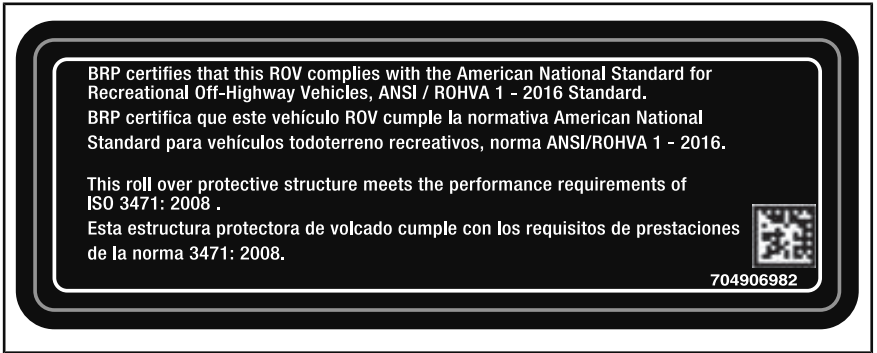 BRP certifies that this ROV complies with the American National Standard for
Recreational Off-Highway Vehicles, ANSI / ROHVA 1 - 2016 Standard.
BRP certifica que este vehículo ROV cumple la normativa American National
Standard para vehículos todoterreno recreativos, norma ANSI/ROHVA 1 - 2016.
This roll over protective structure meets the performance requirements of
ISO 3471: 2008 .
Esta estructura protectora de volcado cumple con los requisitos de prestaciones
de la norma 3471: 2008.
704906982